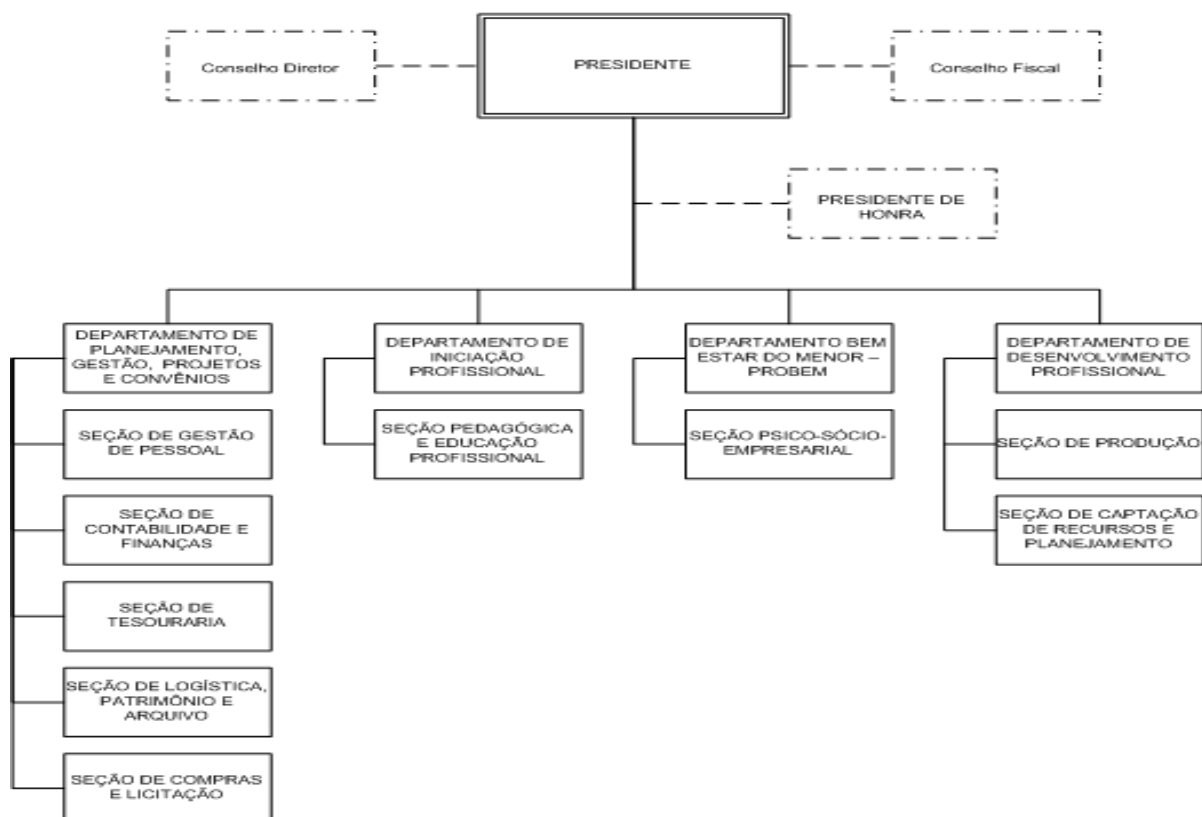 Conselho Diretor
PRESIDENTE
Conselho Fiscal
PRESIDENTE DE
HONRA
DEPARTAMENTO DE
PLANEJAMENTO,
GESTÃO, PROJETOS
E CONVÊNIOS
SEÇÃO DE GESTÃO
DE PESSOAL
SEÇÃO DE
CONTABILIDADE E
FINANÇAS
SEÇÃO DE
TESOURARIA
SEÇÃO DE LOGÍSTICA,
PATRIMÔNIO E
ARQUIVO
SEÇÃO DE COMPRAS
E LICITAÇÃO
DEPARTAMENTO DE
INICIAÇÃO
PROFISSIONAL
SEÇÃO PEDAGÓGICA
E EDUCAÇÃO
PROFISSIONAL
DEPARTAMENTO BEM
ESTAR DO MENOR –
PROBEM
SEÇÃO PSICO-SÓCIO-
EMPRESARIAL
DEPARTAMENTO DE
DESENVOLVIMENTO
PROFISSIONAL
SEÇÃO DE PRODUÇÃO
SEÇÃO DE CAPTAÇÃO
DE RECURSOS E
PLANEJAMENTO